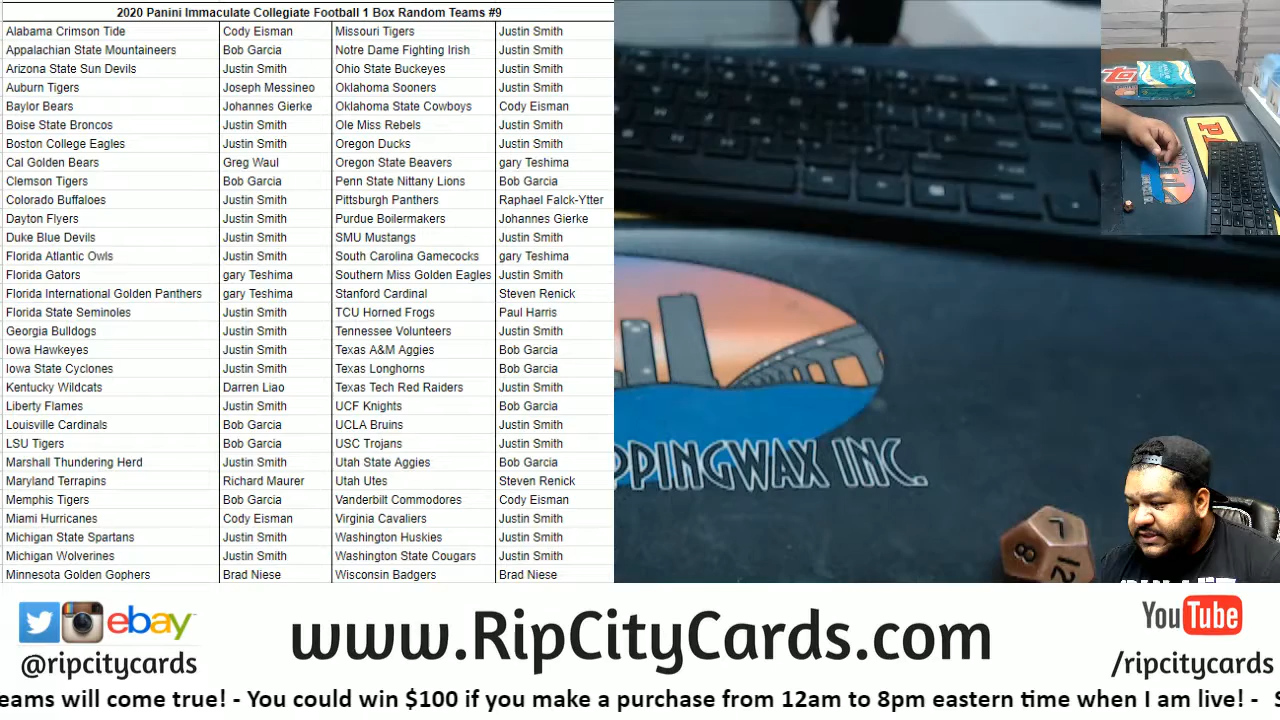 2020 Panini Immaculate Collegiate Football 1 Box Random Teams #9
Alabama Crimson Tide Cody Eisman Missouri Tigers Justin Smith
Appalachian State Mountaineers Bob Garcia Notre Dame Fighting Irish Justin Smith
Arizona State Sun Devils Justin Smith Ohio State Buckeyes Justin Smith
Auburn Tigers Joseph Messineo Oklahoma Sooners Justin Smith
Baylor Bears Johannes Gierke Oklahoma State Cowboys Cody Eisman
Boise State Broncos Justin Smith Ole Miss Rebels Justin Smith
Boston College Eagles Justin Smith Oregon Ducks Justin Smith
Cal Golden Bears Greg Waul Oregon State Beavers gary Teshima
Clemson Tigers Bob Garcia Penn State Nittany Lions Bob Garcia
Colorado Buffaloes Justin Smith Pittsburgh Panthers Raphael Falck-Ytter
Dayton Flyers Justin Smith Purdue Boilermakers Johannes Gierke
Duke Blue Devils Justin Smith SMU Mustangs Justin Smith
Florida Atlantic Owls Justin Smith South Carolina Gamecocks gary Teshima
Florida Gators gary Teshima Southern Miss Golden Eagles Justin Smith
Florida International Golden Panthers gary Teshima Stanford Cardinal Steven Renick
Florida State Seminoles Justin Smith TCU Horned Frogs Paul Harris
Georgia Bulldogs Justin Smith Tennessee Volunteers Justin Smith
Iowa Hawkeyes Justin Smith Texas A&M Aggies Bob Garcia
Iowa State Cyclones Justin Smith Texas Longhorns Bob Garcia
Kentucky Wildcats Darren Liao Texas Tech Red Raiders Justin Smith
Liberty Flames Justin Smith UCF Knights Bob Garcia
Louisville Cardinals Bob Garcia UCLA Bruins Justin Smith
LSU Tigers Bob Garcia USC Trojans Justin Smith
Marshall Thundering Herd Justin Smith Utah State Aggies Bob Garcia
Maryland Terrapins Richard Maurer Utah Utes Steven Renick
Memphis Tigers Bob Garcia Vanderbilt Commodores Cody Eisman
Miami Hurricanes Cody Eisman Virginia Cavaliers Justin Smith
Michigan State Spartans Justin Smith Washington Huskies Justin Smith
Michigan Wolverines Justin Smith Washington State Cougars Justin Smith
Minnesota Golden Gophers Brad Niese Wisconsin Badgers Brad Niese
PPINGWAX INC.
7
8
12
ebay
@ripcitycards
www.RipCityCards.com
YouTube
/ripcitycards
eams will come true! - You could win $100 if you make a purchase from 12am to 8pm eastern time when I am live! - S